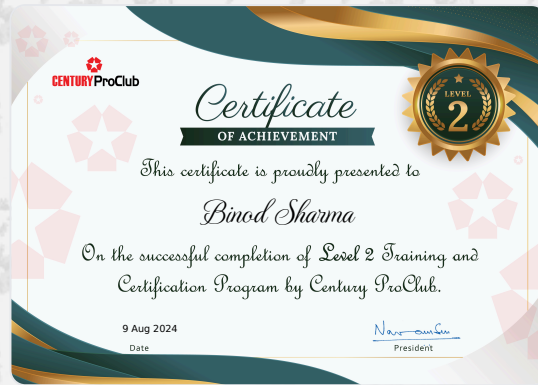 CENTURY ProClub
Certificate
OF ACHIEVEMENT
LEVEL
2
This certificate is proudly presented to
Binod Sharma
On the successful completion of Level 2 Training and
Certification Program by Century ProClub.
9 Aug 2024
Date
President